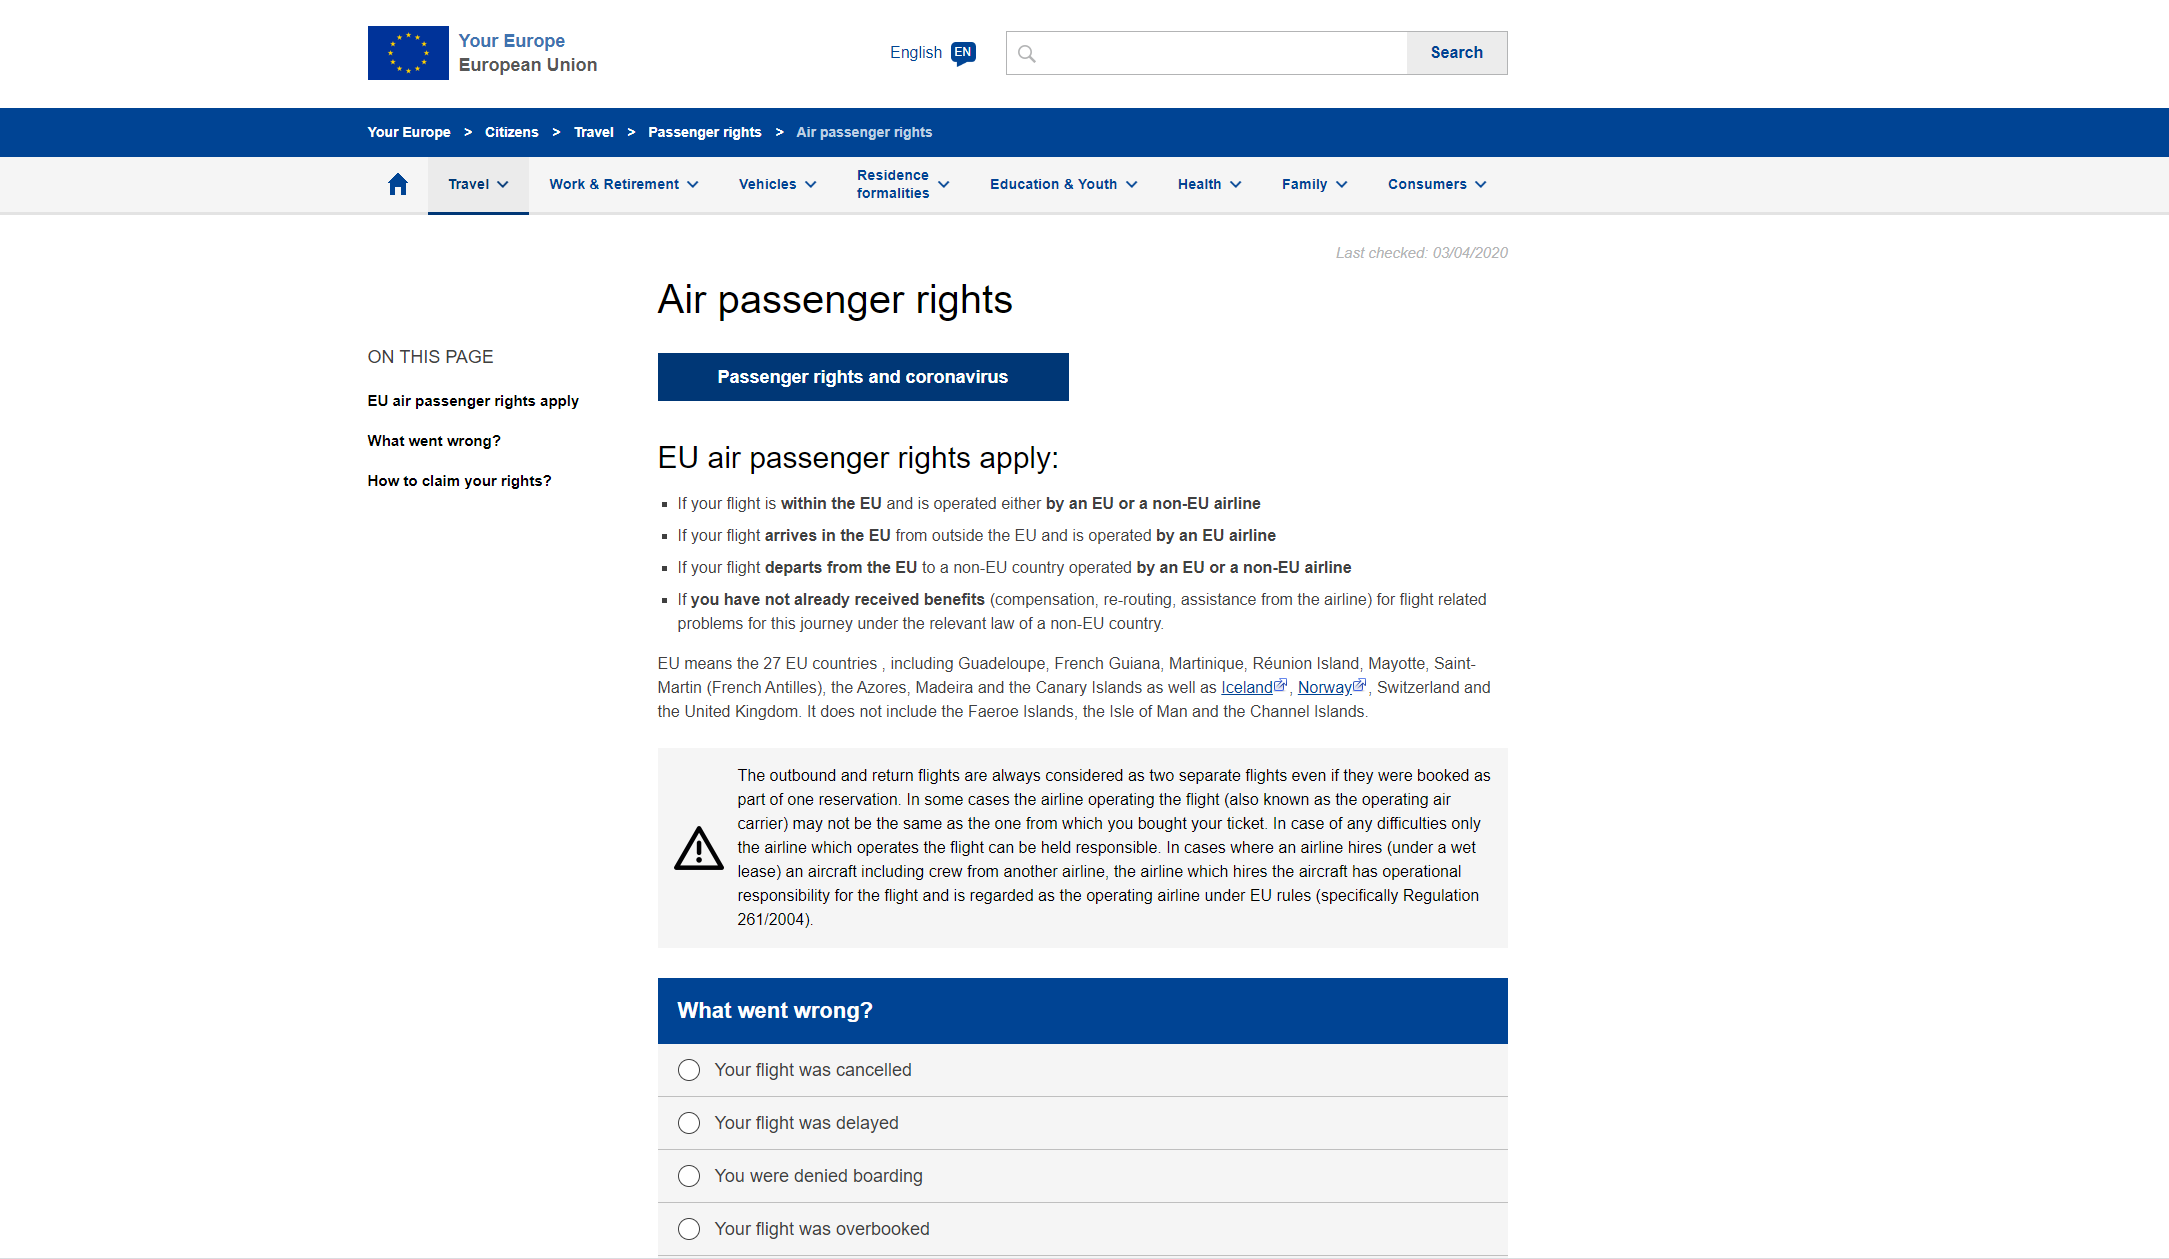 Your Europe
European Union
English EN
Search
Your Europe > Citizens > Travel > Passenger rights > Air passenger rights
Travel
Work & Retirement
Vehicles
Residence
formalities
Education & Youth
Health
Family
Consumers
Last checked: 03/04/2020
Air passenger rights
ON THIS PAGE
EU air passenger rights apply
What went wrong?
How to claim your rights?
Passenger rights and coronavirus
EU air passenger rights apply:
If your flight is within the EU and is operated either by an EU or a non-EU airline
If your flight arrives in the EU from outside the EU and is operated by an EU airline
If your flight departs from the EU to a non-EU country operated by an EU or a non-EU airline
If you have not already received benefits (compensation, re-routing, assistance from the airline) for flight related
problems for this journey under the relevant law of a non-EU country.
EU means the 27 EU countries , including Guadeloupe, French Guiana, Martinique, Réunion Island, Mayotte, Saint-
Martin (French Antilles), the Azores, Madeira and the Canary Islands as well as Iceland, Norway, Switzerland and
the United Kingdom. It does not include the Faeroe Islands, the Isle of Man and the Channel Islands.
The outbound and return flights are always considered as two separate flights even if they were booked as
part of one reservation. In some cases the airline operating the flight (also known as the operating air
carrier) may not be the same as the one from which you bought your ticket. In case of any difficulties only
the airline which operates the flight can be held responsible. In cases where an airline hires (under a wet
lease) an aircraft including crew from another airline, the airline which hires the aircraft has operational
responsibility for the flight and is regarded as the operating airline under EU rules (specifically Regulation
261/2004).
What went wrong?
Your flight was cancelled
Your flight was delayed
You were denied boarding
Your flight was overbooked